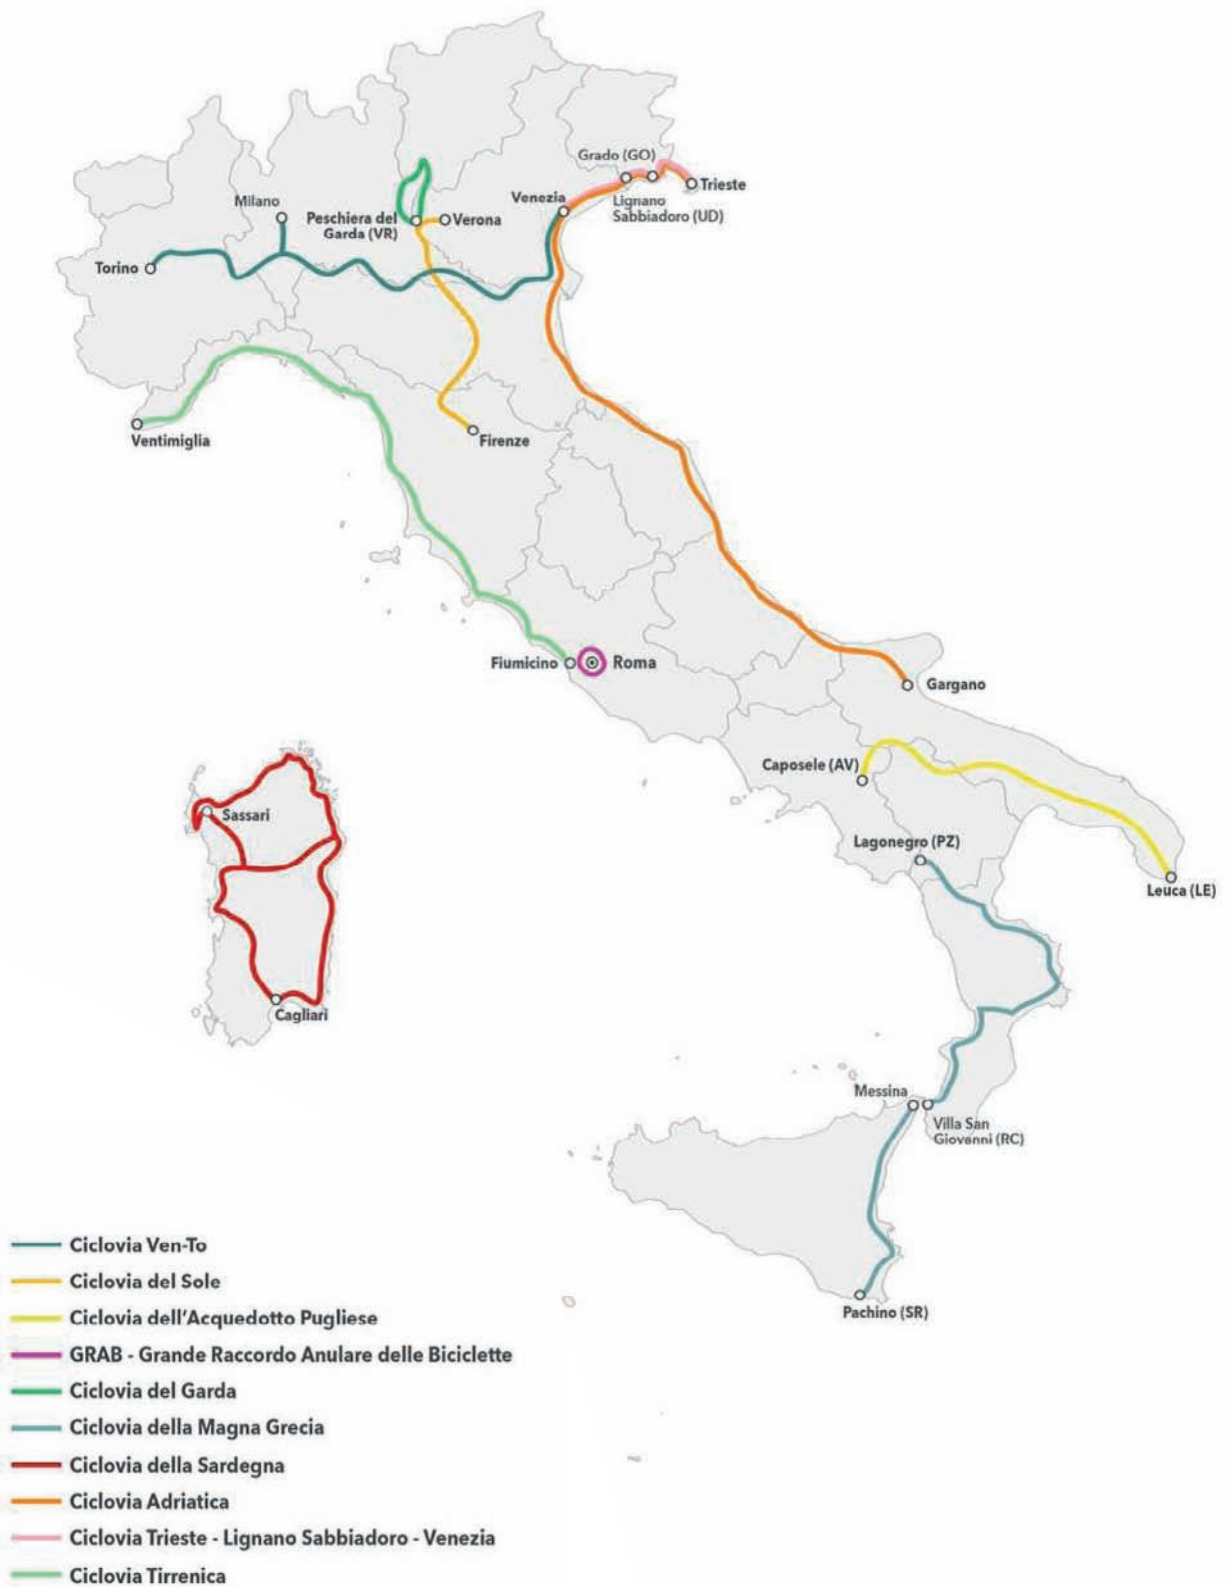 Grado (GO)
Trieste
Milano
Venezia
Lignano
Sabbiadoro (UD)
Peschiera del
Garda (VR)
Verona
Torino
Ventimiglia
Firenze
Fiumicino
Roma
Gargano
Caposele (AV)
Sassari
Lagonegro (PZ)
Leuca (LE)
Cagliari
Messina
Villa San
Giovanni (RC)
Pachino (SR)
Ciclovia Ven-To
Ciclovia del Sole
Ciclovia dell'Acquedotto Pugliese
GRAB - Grande Raccordo Anulare delle Biciclette
Ciclovia del Garda
Ciclovia della Magna Grecia
Ciclovia della Sardegna
Ciclovia Adriatica
Ciclovia Trieste - Lignano Sabbiadoro - Venezia
Ciclovia Tirrenica